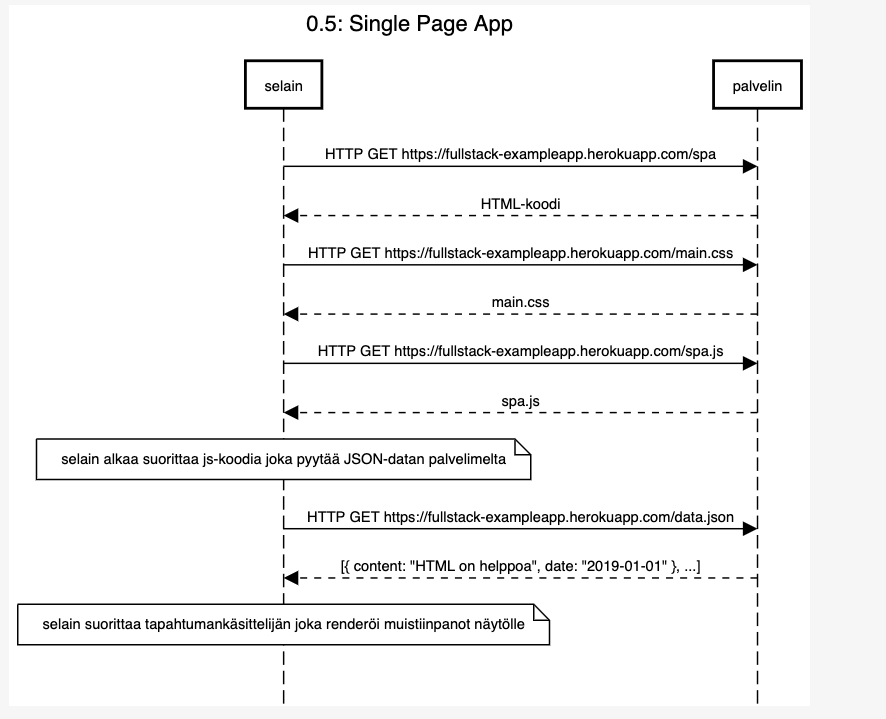 0.5: Single Page App
selain
palvelin
HTTP GET https://fullstack-exampleapp.herokuapp.com/spa
HTML-koodi
HTTP GET https://fullstack-exampleapp.herokuapp.com/main.css
main.css
HTTP GET https://fullstack-exampleapp.herokuapp.com/spa.js
spa.js
selain alkaa suorittaa js-koodia joka pyytää JSON-datan palvelimelta
HTTP GET https://fullstack-exampleapp.herokuapp.com/data.json
[{ content: "HTML on helppoa", date: "2019-01-01" }, ...]
selain suorittaa tapahtumankäsittelijän joka renderöi muistiinpanot näytölle